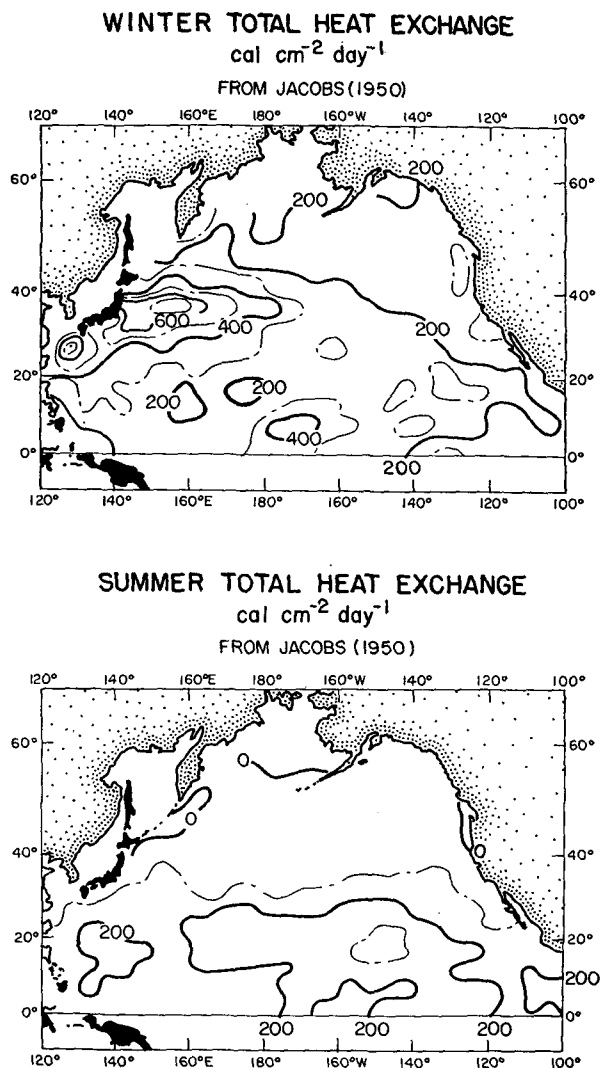 WINTER TOTAL HEAT EXCHANGE
cal cm⁻² day⁻¹
FROM JACOBS (1950)
120° 140° 160° 180° 160°W 140° 120° 100°
200
60° 200 60°
40° 40°
600 400 200
20° 200 200 20°
400
0° 0°
200
120° 140° 160°E 180° 160° 140° 120° 100°
SUMMER TOTAL HEAT EXCHANGE
cal cm⁻² day⁻¹
FROM JACOBS (1950)
120° 140° 160° 180° 160°W 140° 120° 100°
60° 0 60°
0
40° 0 40°
20° 200 20°
200
0° 0°
200 200 200
120° 140° 160°E 180° 160°W 140° 120° 100°